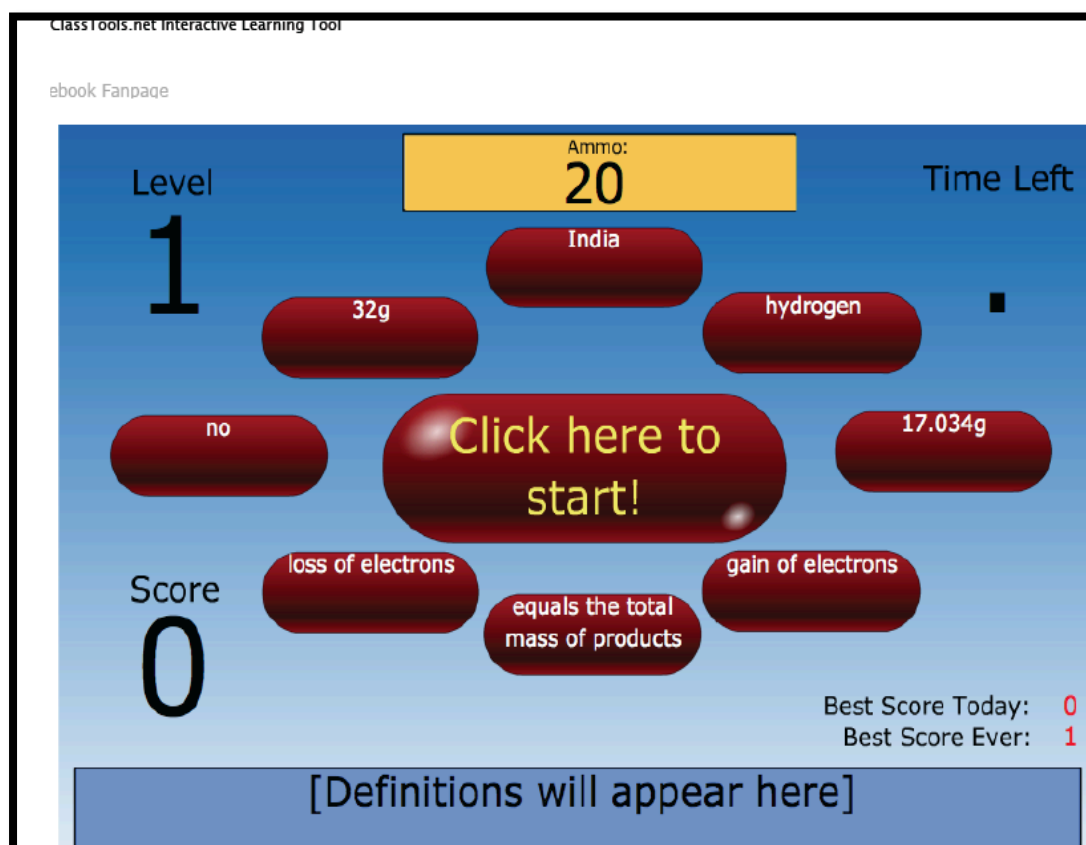 ClassTools.net Interactive Learning Tool
ebook Fanpage
Ammo:
20
Level
1
Time Left
.
India
32g
hydrogen
no
Click here to
start!
17.034g
loss of electrons
equals the total
mass of products
gain of electrons
Score
0
Best Score Today: 0
Best Score Ever: 1
[Definitions will appear here]